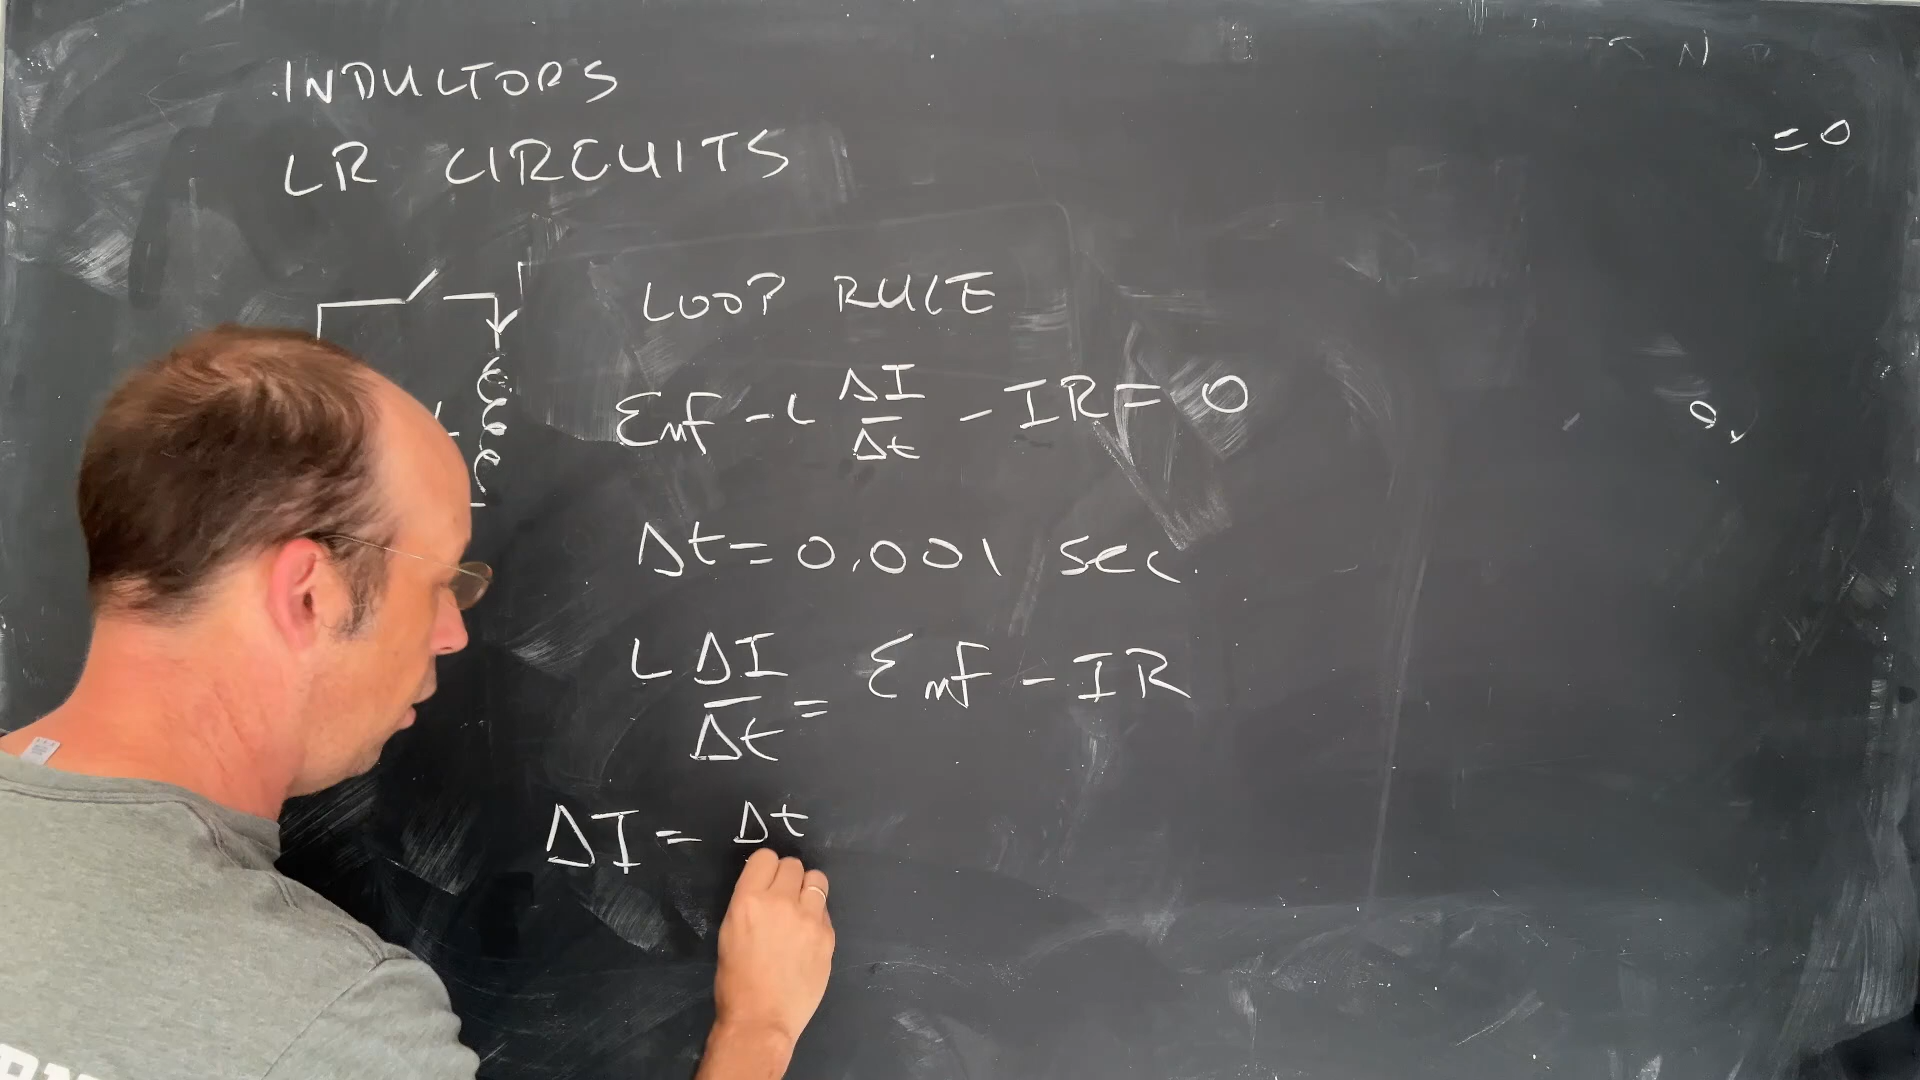 INDUCTORS
LR CIRCUITS
LOOP RULE
Emf - L ΔI/Δt - IR = 0
Δt = 0.001 sec.
L ΔI/Δt = Emf - IR
ΔI = Δt
= 0